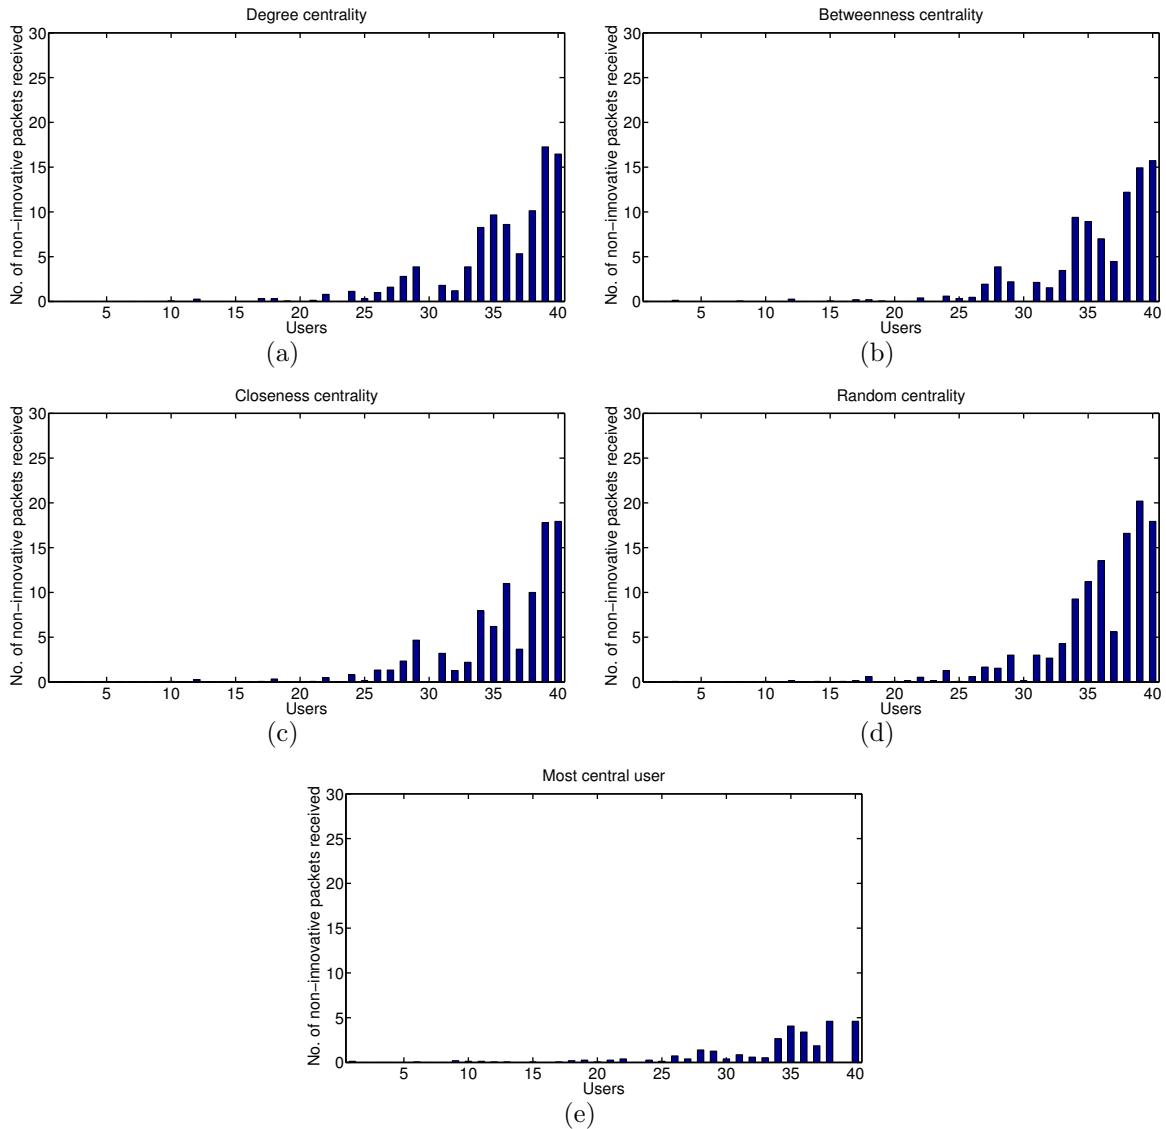 Degree centrality
No. of non−innovative packets received
30
25
20
15
10
5
0
5 10 15 20 25 30 35 40
Users
(a)
Betweenness centrality
No. of non−innovative packets received
30
25
20
15
10
5
0
5 10 15 20 25 30 35 40
Users
(b)
Closeness centrality
No. of non−innovative packets received
30
25
20
15
10
5
0
5 10 15 20 25 30 35 40
Users
(c)
Random centrality
No. of non−innovative packets received
30
25
20
15
10
5
0
5 10 15 20 25 30 35 40
Users
(d)
Most central user
No. of non−innovative packets received
30
25
20
15
10
5
0
5 10 15 20 25 30 35 40
Users
(e)